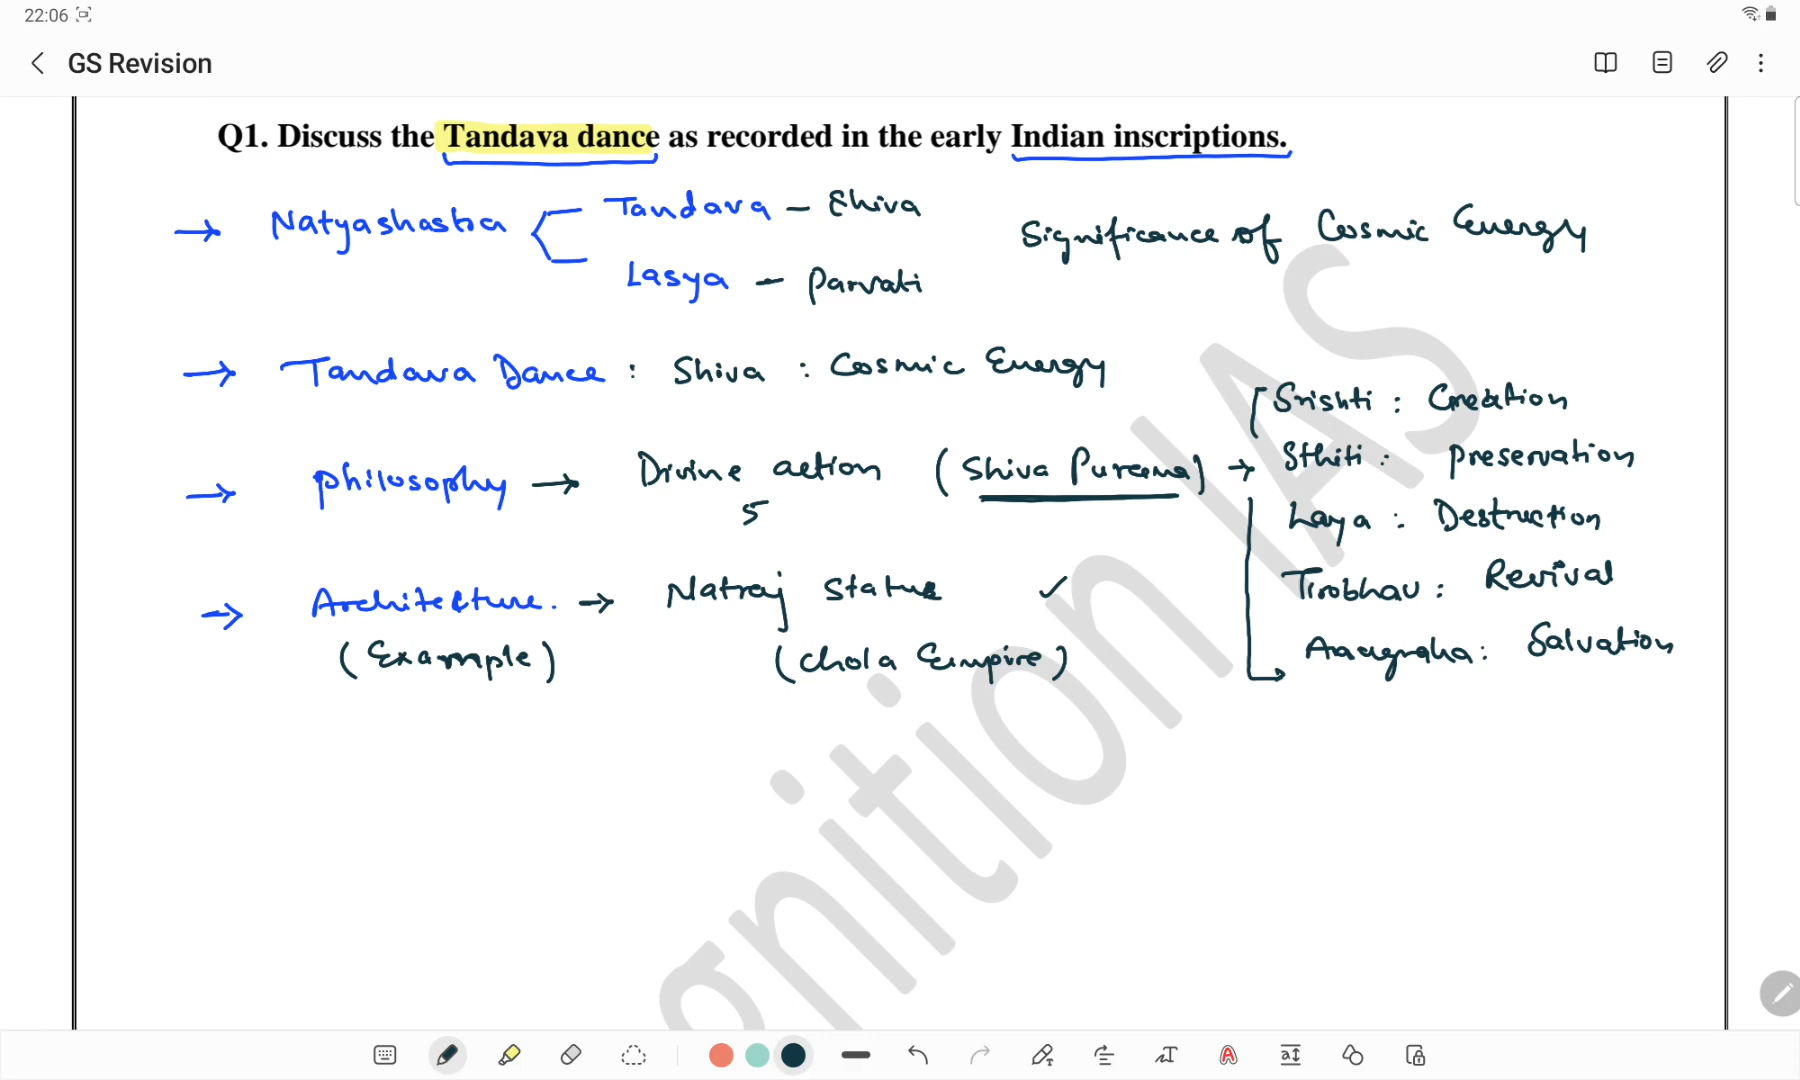 22:06
GS Revision
Q1. Discuss the Tandava dance as recorded in the early Indian inscriptions.
→ Natyashastra Tandava – Shiva
Lasya – Parvati
Significance of Cosmic Energy
→ Tandava Dance : Shiva : Cosmic Energy
→ Philosophy → Divine action (Shiva Purana) →
5
Srishti : Creation
Sthiti : Preservation
Laya : Destruction
Tirobhav : Revival
Anugraha : Salvation
→ Architecture. → Natraj Statue ✓
(Example) (Chola Empire)
gnition IAS